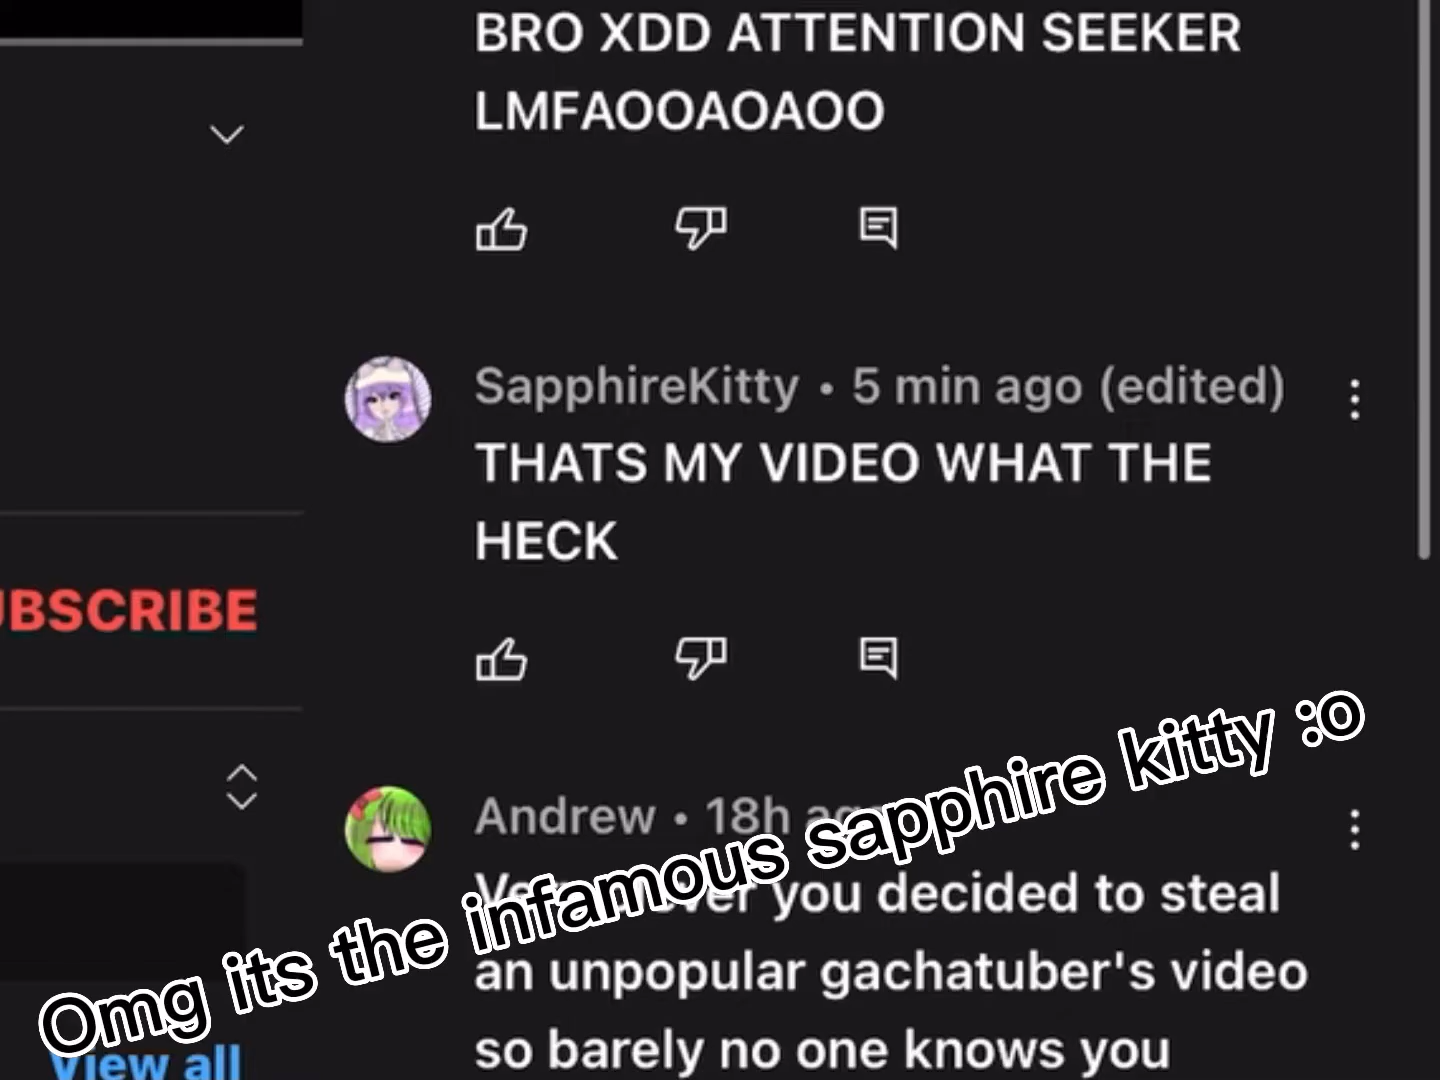 BRO XDD ATTENTION SEEKER
LMFAOOAOAOO
SapphireKitty • 5 min ago (edited)
THATS MY VIDEO WHAT THE
HECK
UBSCRIBE
Andrew • 18h ago
you decided to steal
an unpopular gachatuber's video
so barely no one knows you
Omg its the infamous sapphire kitty :o
View all